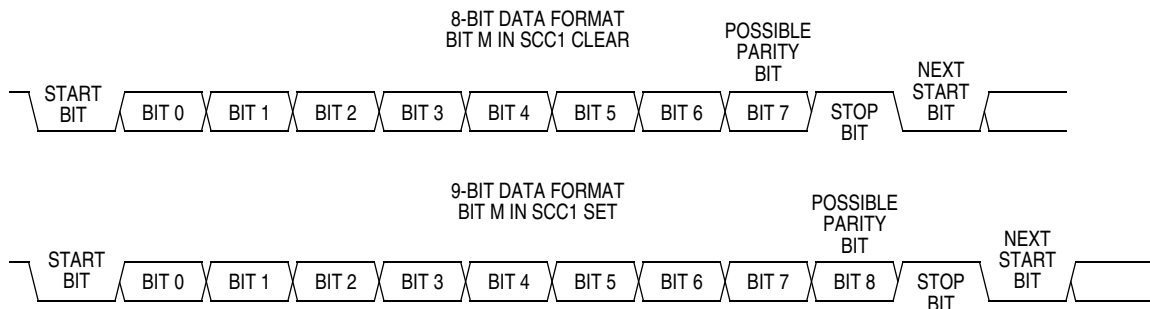 8-BIT DATA FORMAT
BIT M IN SCC1 CLEAR
POSSIBLE
PARITY
BIT
NEXT
START
BIT
START
BIT
BIT 0
BIT 1
BIT 2
BIT 3
BIT 4
BIT 5
BIT 6
BIT 7
STOP
BIT
9-BIT DATA FORMAT
BIT M IN SCC1 SET
POSSIBLE
PARITY
BIT
NEXT
START
BIT
START
BIT
BIT 0
BIT 1
BIT 2
BIT 3
BIT 4
BIT 5
BIT 6
BIT 7
BIT 8
STOP
BIT